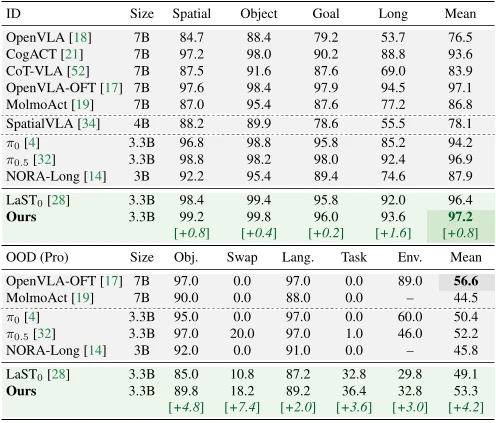 ID Size Spatial Object Goal Long Mean
OpenVLA [18] 7B 84.7 88.4 79.2 53.7 76.5
CogACT [21] 7B 97.2 98.0 90.2 88.8 93.6
CoT-VLA [52] 7B 87.5 91.6 87.6 69.0 83.9
OpenVLA-OFT [17] 7B 97.6 98.4 97.9 94.5 97.1
MolmoAct [19] 7B 87.0 95.4 87.6 77.2 86.8
SpatialVLA [34] 4B 88.2 89.9 78.6 55.5 78.1
π0 [4] 3.3B 96.8 98.8 95.8 85.2 94.2
π0.5 [32] 3.3B 98.8 98.2 98.0 92.4 96.9
NORA-Long [14] 3B 92.2 95.4 89.4 74.6 87.9
LaST0 [28] 3.3B 98.4 99.4 95.8 92.0 96.4
Ours 3.3B 99.2 99.8 96.0 93.6 97.2
[+0.8] [+0.4] [+0.2] [+1.6] [+0.8]
OOD (Pro) Size Obj. Swap Lang. Task Env. Mean
OpenVLA-OFT [17] 7B 97.0 0.0 97.0 0.0 89.0 56.6
MolmoAct [19] 7B 90.0 0.0 88.0 0.0 – 44.5
π0 [4] 3.3B 95.0 0.0 97.0 0.0 60.0 50.4
π0.5 [32] 3.3B 97.0 20.0 97.0 1.0 46.0 52.2
NORA-Long [14] 3B 92.0 0.0 91.0 0.0 – 45.8
LaST0 [28] 3.3B 85.0 10.8 87.2 32.8 29.8 49.1
Ours 3.3B 89.8 18.2 89.2 36.4 32.8 53.3
[+4.8] [+7.4] [+2.0] [+3.6] [+3.0] [+4.2]